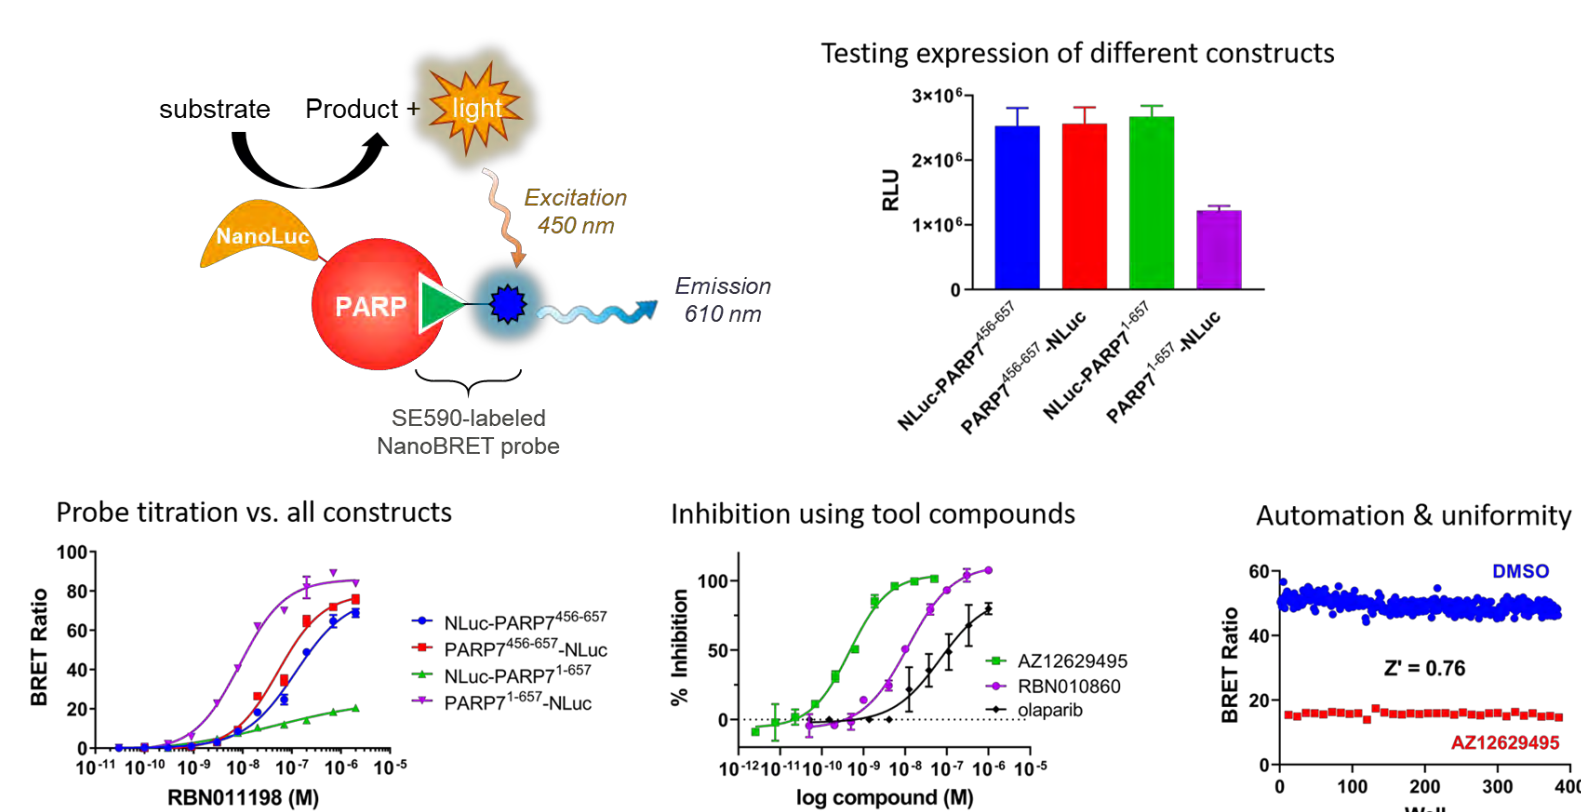 substrate
Product +
light
Excitation
450 nm
NanoLuc
PARP
Emission
610 nm
SE590-labeled
NanoBRET probe
Testing expression of different constructs
3×10⁶
2×10⁶
1×10⁶
0
RLU
NLuc-PARP7⁴⁵⁶⁻⁶⁵⁷
PARP7⁴⁵⁶⁻⁶⁵⁷-NLuc
NLuc-PARP7¹⁻⁶⁵⁷
PARP7¹⁻⁶⁵⁷-NLuc
Probe titration vs. all constructs
100
80
60
40
20
0
BRET Ratio
10⁻¹¹ 10⁻¹⁰ 10⁻⁹ 10⁻⁸ 10⁻⁷ 10⁻⁶ 10⁻⁵
RBN011198 (M)
NLuc-PARP7⁴⁵⁶⁻⁶⁵⁷
PARP7⁴⁵⁶⁻⁶⁵⁷-NLuc
NLuc-PARP7¹⁻⁶⁵⁷
PARP7¹⁻⁶⁵⁷-NLuc
Inhibition using tool compounds
100
50
0
% Inhibition
10⁻¹² 10⁻¹¹ 10⁻¹⁰ 10⁻⁹ 10⁻⁸ 10⁻⁷ 10⁻⁶ 10⁻⁵
log compound (M)
AZ12629495
RBN010860
olaparib
Automation & uniformity
60
40
20
0
BRET Ratio
DMSO
Z' = 0.76
AZ12629495
0 100 200 300 400